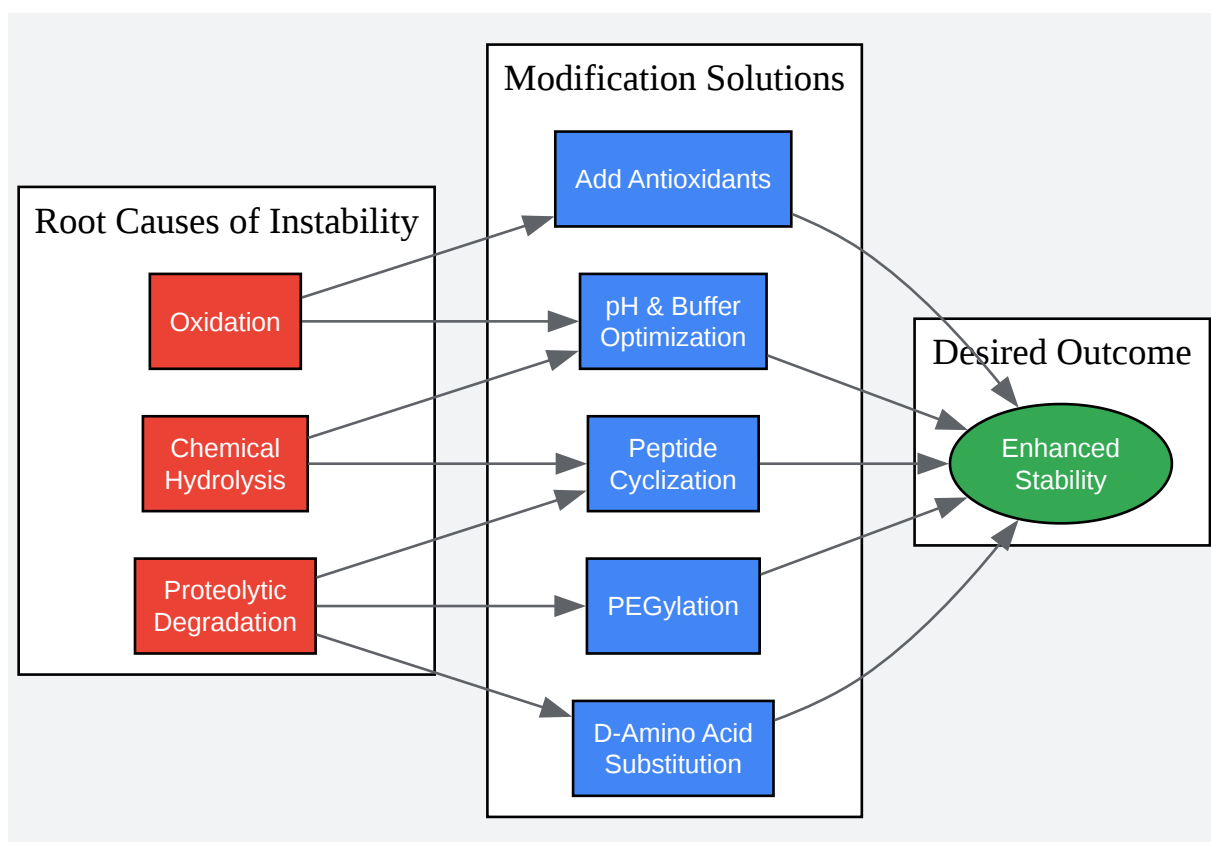 Root Causes of Instability
Oxidation
Chemical
Hydrolysis
Proteolytic
Degradation
Modification Solutions
Add Antioxidants
pH & Buffer
Optimization
Peptide
Cyclization
PEGylation
D-Amino Acid
Substitution
Desired Outcome
Enhanced
Stability